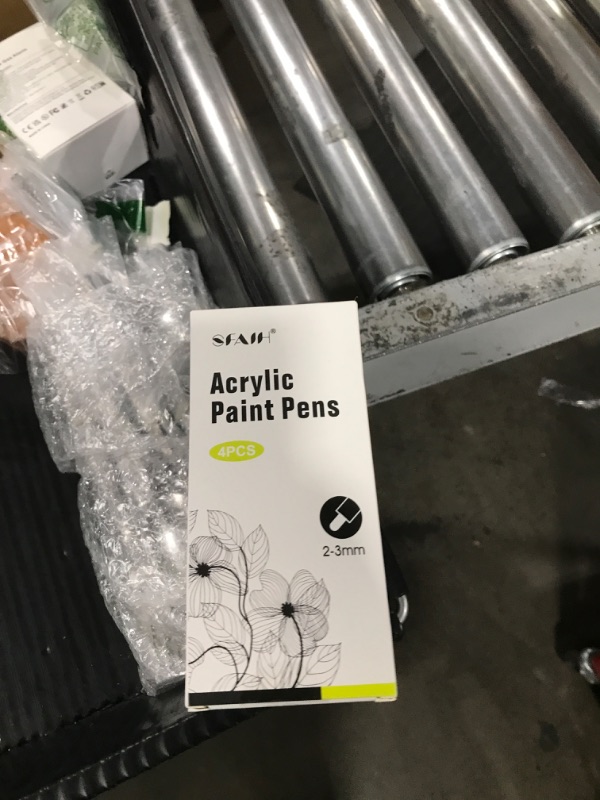 SFAIH®
Acrylic
Paint Pens
4PCS
2-3mm